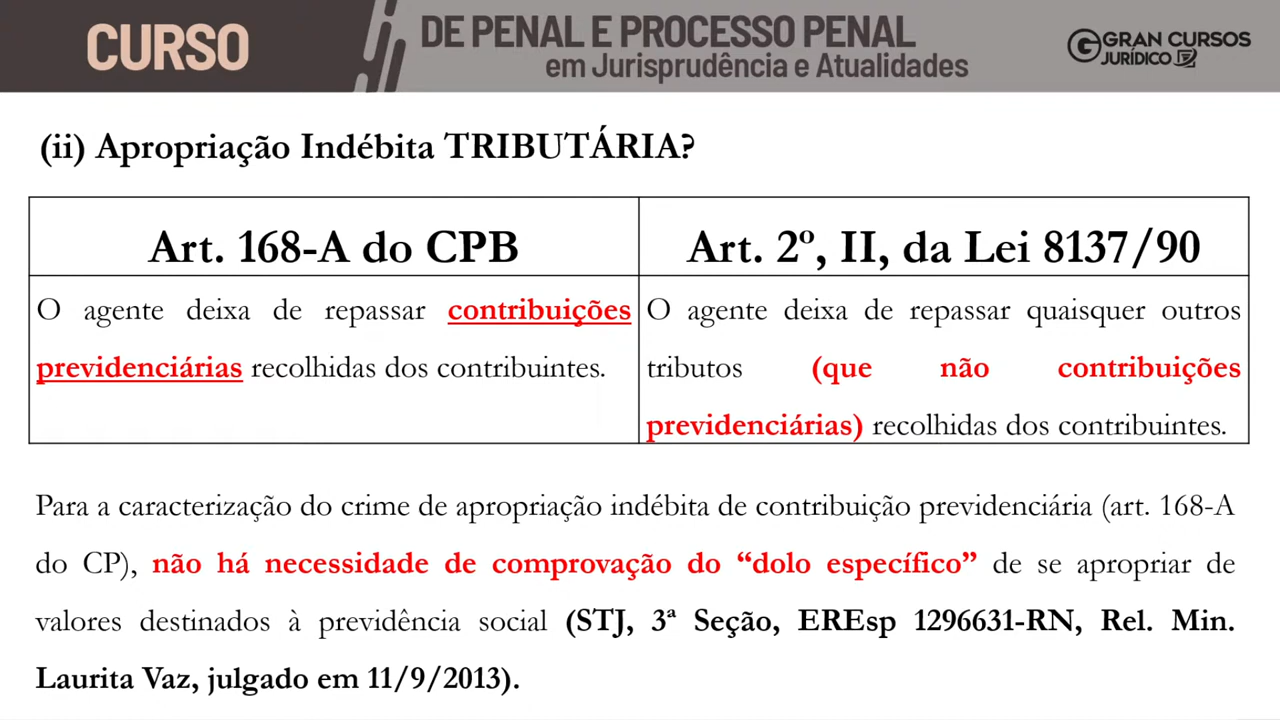 CURSO
DE PENAL E PROCESSO PENAL
em Jurisprudência e Atualidades
GRAN CURSOS
JURÍDICO
(ii) Apropriação Indébita TRIBUTÁRIA?
Art. 168-A do CPB
O agente deixa de repassar contribuições
previdenciárias recolhidas dos contribuintes.
Art. 2º, II, da Lei 8137/90
O agente deixa de repassar quaisquer outros
tributos (que não contribuições
previdenciárias) recolhidas dos contribuintes.
Para a caracterização do crime de apropriação indébita de contribuição previdenciária (art. 168-A
do CP), não há necessidade de comprovação do “dolo específico” de se apropriar de
valores destinados à previdência social (STJ, 3ª Seção, EREsp 1296631-RN, Rel. Min.
Laurita Vaz, julgado em 11/9/2013).